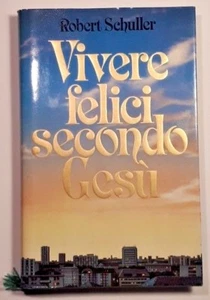 Robert Schuller
Vivere
felici
secondo
Gesù